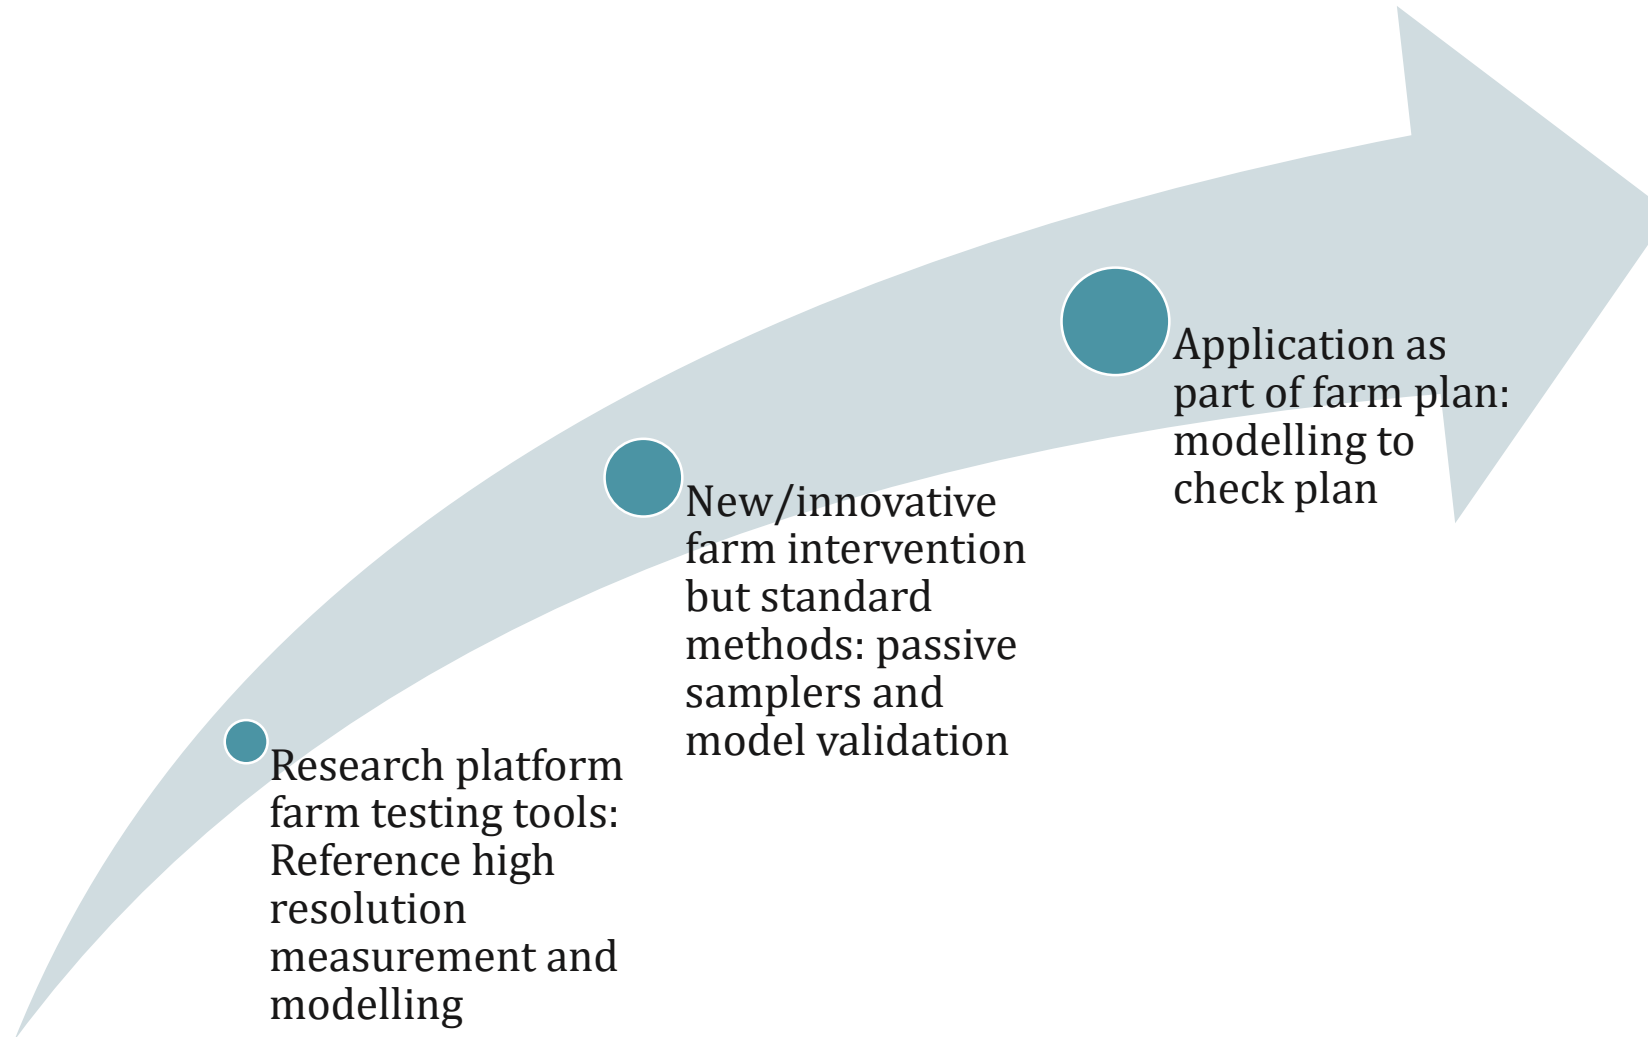 Research platform
farm testing tools:
Reference high
resolution
measurement and
modelling
New/innovative
farm intervention
but standard
methods: passive
samplers and
model validation
Application as
part of farm plan:
modelling to
check plan